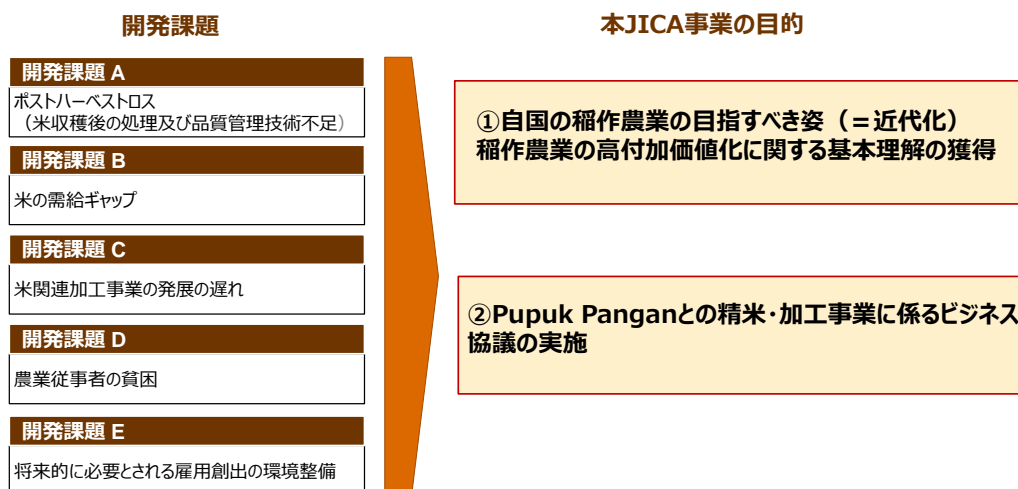 開発課題
開発課題 A
ポストハーベストロス
（米収穫後の処理及び品質管理技術不足）
開発課題 B
米の需給ギャップ
開発課題 C
米関連加工事業の発展の遅れ
開発課題 D
農業従事者の貧困
開発課題 E
将来的に必要とされる雇用創出の環境整備
本JICA事業の目的
①自国の稲作農業の目指すべき姿（＝近代化）
稲作農業の高付加価値化に関する基本理解の獲得
②Pupuk Panganとの精米・加工事業に係るビジネス
協議の実施